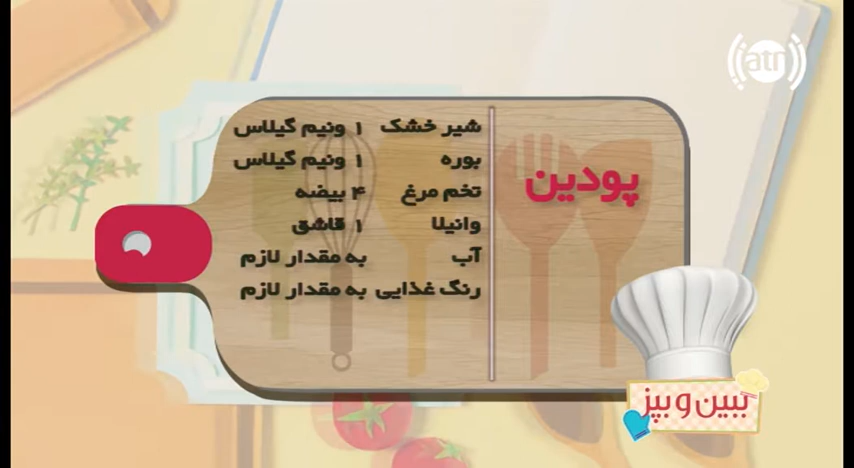 atn
پودین
شیر خشک ۱ ونیم گیلاس
بوره ۱ ونیم گیلاس
تخم مرغ ۴ بیضه
وانیلا ۱ قاشق
آب به مقدار لازم
رنگ غذایی به مقدار لازم
ببین و بپز